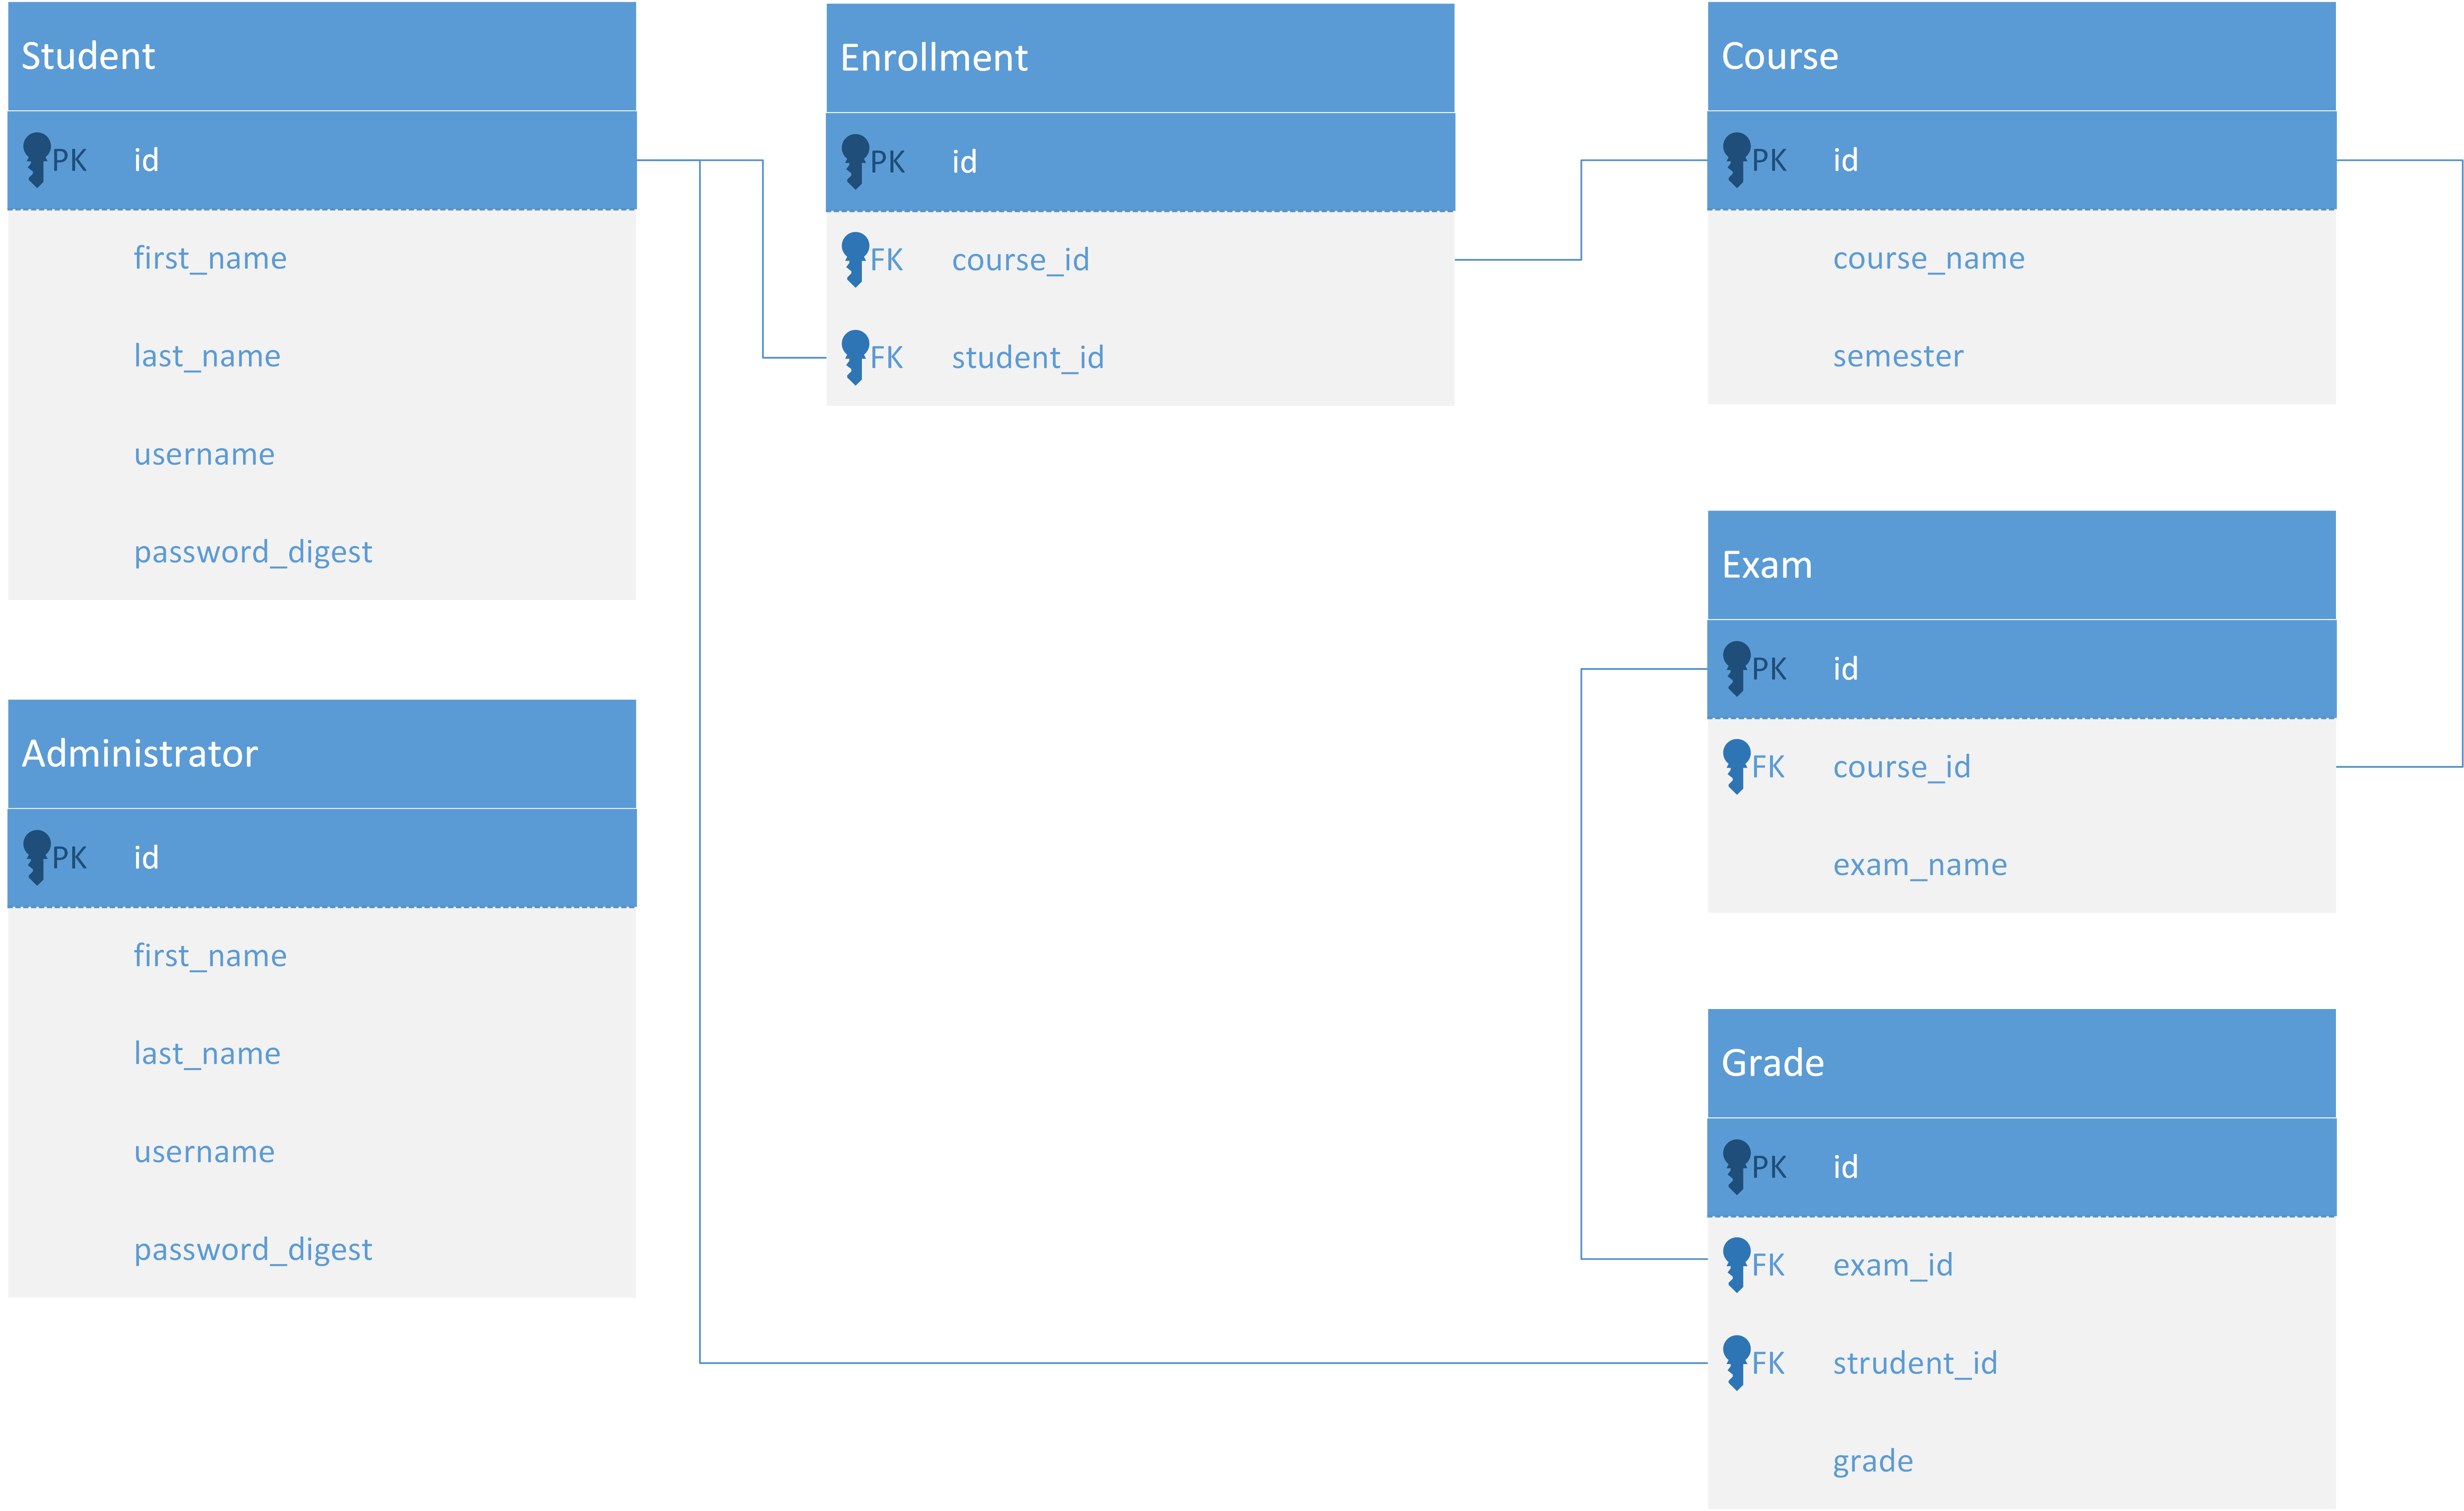 Student
PK id
first_name
last_name
username
password_digest
Enrollment
PK id
FK course_id
FK student_id
Course
PK id
course_name
semester
Administrator
PK id
first_name
last_name
username
password_digest
Exam
PK id
FK course_id
exam_name
Grade
PK id
FK exam_id
FK strudent_id
grade